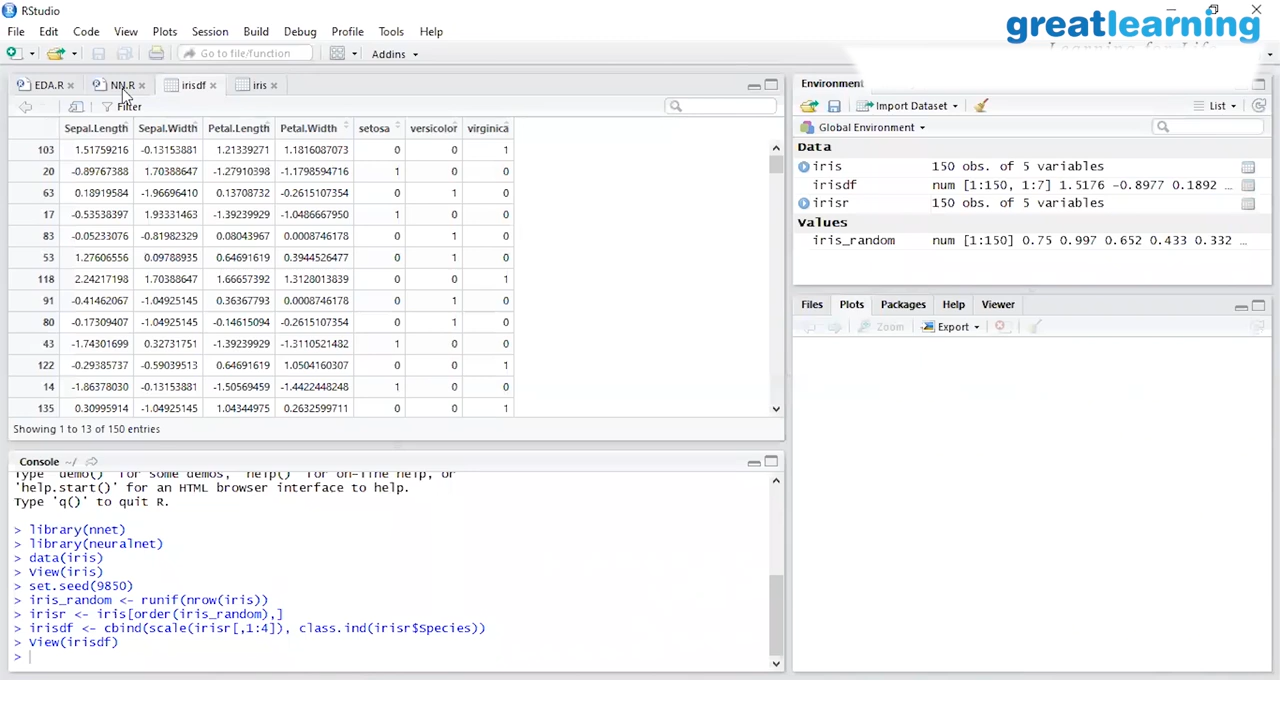 RStudio
greatlearning
Learning for Life
File Edit Code View Plots Session Build Debug Profile Tools Help
Go to file/function Addins
EDA.R NN.R irisdf iris
Filter
Sepal.Length Sepal.Width Petal.Length Petal.Width setosa versicolor virginica
103 1.51759216 -0.13153881 1.21339271 1.1816087073 0 0 1
20 -0.89767388 1.70388647 -1.27910398 -1.1798594716 1 0 0
63 0.18919584 -1.96696410 0.13708732 -0.2615107354 0 1 0
17 -0.53538397 1.93331463 -1.39239929 -1.0486667950 1 0 0
83 -0.05233076 -0.81982329 0.08043967 0.0008746178 0 1 0
53 1.27606556 0.09788935 0.64691619 0.3944526477 0 1 0
118 2.24217198 1.70388647 1.66657392 1.3128013839 0 0 1
91 -0.41462067 -1.04925145 0.36367793 0.0008746178 0 1 0
80 -0.17309407 -1.04925145 -0.14615094 -0.2615107354 0 1 0
43 -1.74301699 0.32731751 -1.39239929 -1.3110521482 1 0 0
122 -0.29385737 -0.59039513 0.64691619 1.0504160307 0 0 1
14 -1.86378030 -0.13153881 -1.50569459 -1.4422448248 1 0 0
135 0.30995914 -1.04925145 1.04344975 0.2632599711 0 0 1
Showing 1 to 13 of 150 entries
Console ~/
Type 'demo()' for some demos, 'help()' for on-line help, or
'help.start()' for an HTML browser interface to help.
Type 'q()' to quit R.
> library(nnet)
> library(neuralnet)
> data(iris)
> View(iris)
> set.seed(9850)
> iris_random <- runif(nrow(iris))
> irisr <- iris[order(iris_random),]
> irisdf <- cbind(scale(irisr[,1:4]), class.ind(irisr$Species))
> View(irisdf)
>
Environment
Import Dataset List
Global Environment
Data
iris 150 obs. of 5 variables
irisdf num [1:150, 1:7] 1.5176 -0.8977 0.1892 ...
irisr 150 obs. of 5 variables
Values
iris_random num [1:150] 0.75 0.997 0.652 0.433 0.332 ...
Files Plots Packages Help Viewer
Zoom Export